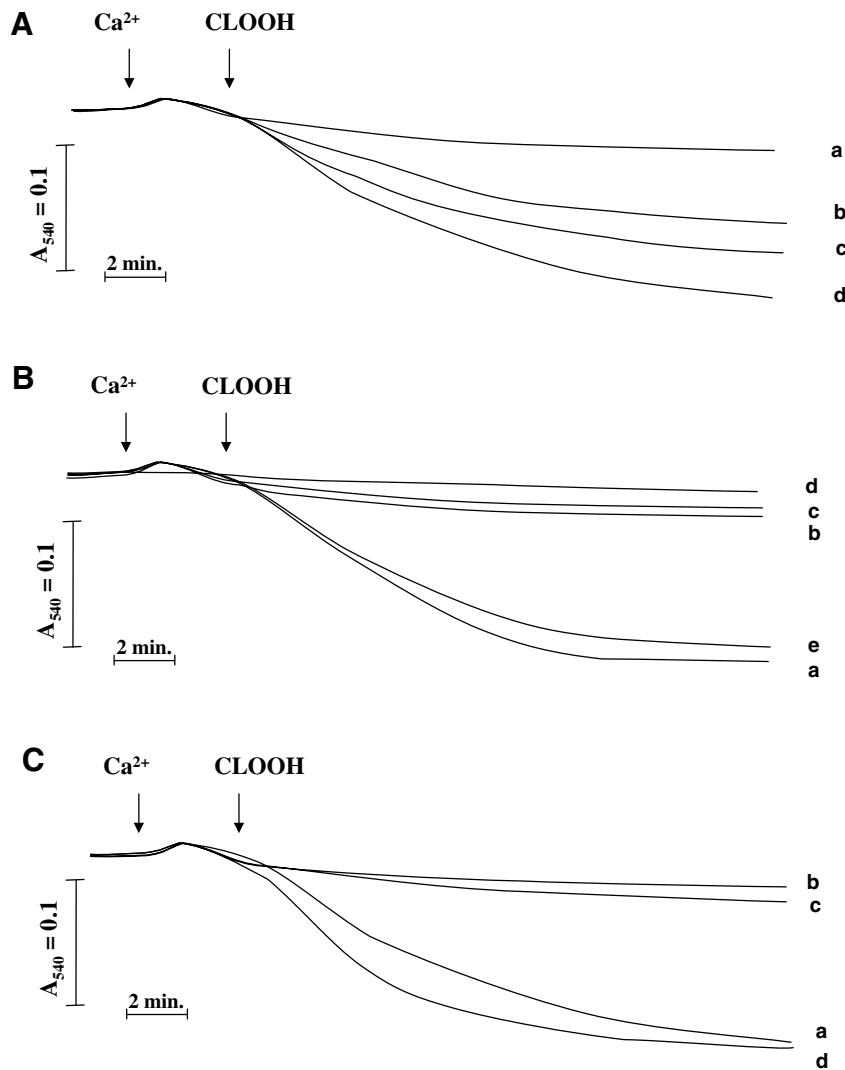 A
Ca²⁺ CLOOH
a
A₅₄₀ = 0.1
b
c
2 min.
d
B
Ca²⁺ CLOOH
d
c
b
A₅₄₀ = 0.1
e
2 min.
a
C
Ca²⁺ CLOOH
b
c
A₅₄₀ = 0.1
2 min.
a
d